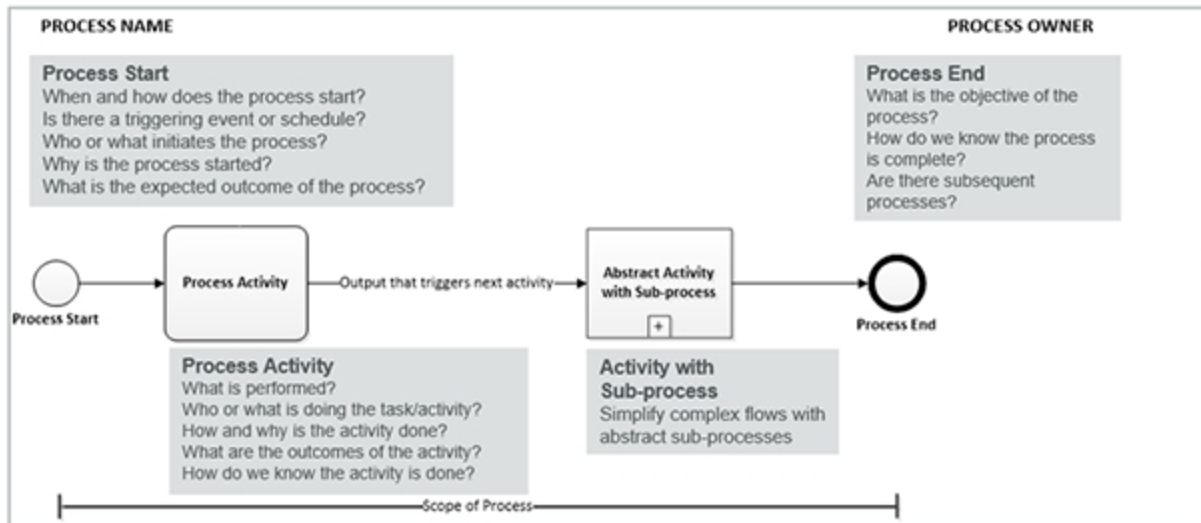 PROCESS NAME
PROCESS OWNER
Process Start
When and how does the process start?
Is there a triggering event or schedule?
Who or what initiates the process?
Why is the process started?
What is the expected outcome of the process?
Process End
What is the objective of the
process?
How do we know the process
is complete?
Are there subsequent
processes?
Process Start
Process Activity
Output that triggers next activity
Abstract Activity
with Sub-process
+
Process End
Process Activity
What is performed?
Who or what is doing the task/activity?
How and why is the activity done?
What are the outcomes of the activity?
How do we know the activity is done?
Activity with
Sub-process
Simplify complex flows with
abstract sub-processes
Scope of Process